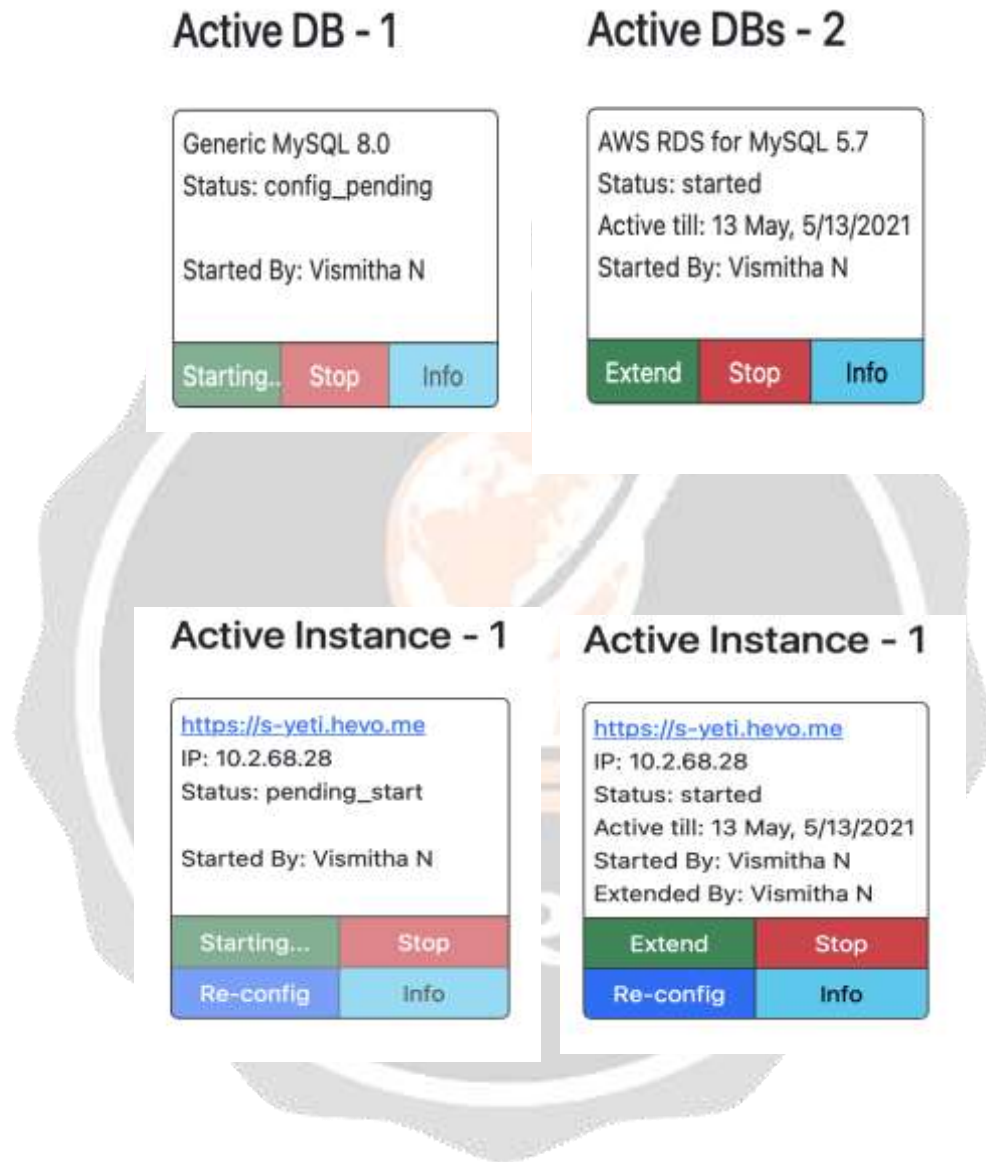 Active DB - 1
Generic MySQL 8.0
Status: config_pending
Started By: Vismitha N
Starting.. Stop Info
Active DBs - 2
AWS RDS for MySQL 5.7
Status: started
Active till: 13 May, 5/13/2021
Started By: Vismitha N
Extend Stop Info
Active Instance - 1
https://s-yeti.hevo.me
IP: 10.2.68.28
Status: pending_start
Started By: Vismitha N
Starting... Stop
Re-config Info
Active Instance - 1
https://s-yeti.hevo.me
IP: 10.2.68.28
Status: started
Active till: 13 May, 5/13/2021
Started By: Vismitha N
Extended By: Vismitha N
Extend Stop
Re-config Info